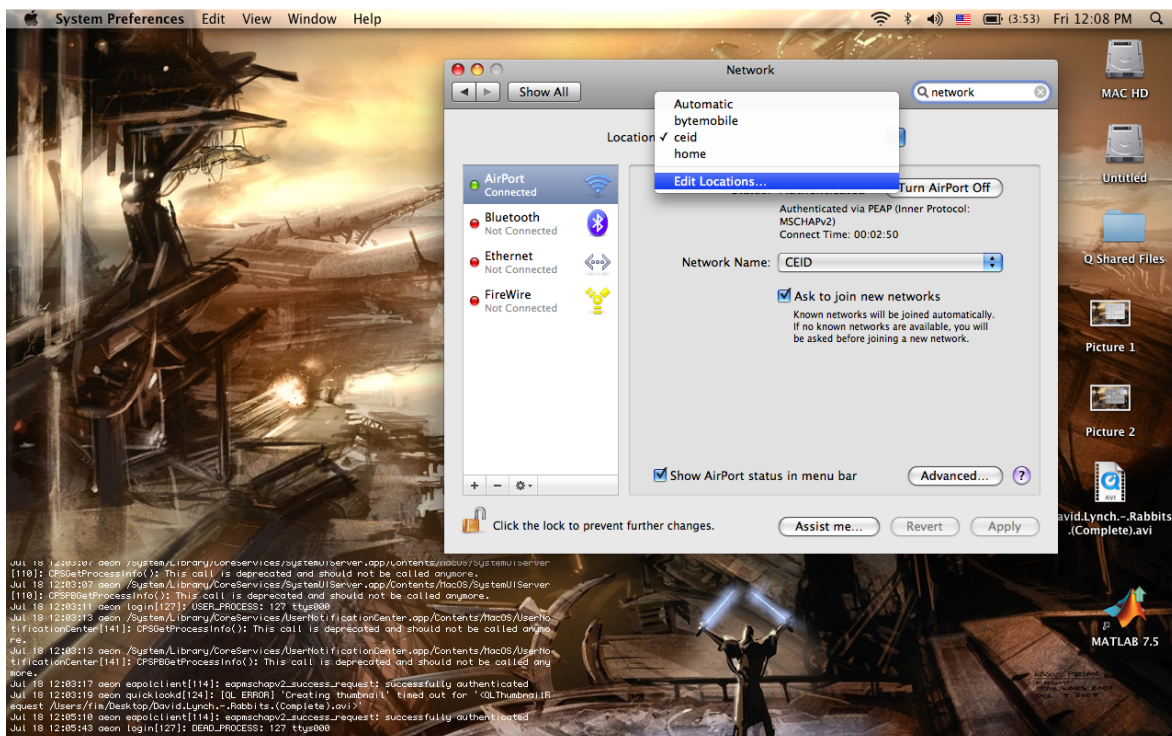 System Preferences Edit View Window Help (3:53) Fri 12:08 PM
Network
Show All
network
Location
Automatic
bytemobile
✓ ceid
home
Edit Locations...
AirPort
Connected
Bluetooth
Not Connected
Ethernet
Not Connected
FireWire
Not Connected
Turn AirPort Off
Authenticated via PEAP (Inner Protocol:
MSCHAPv2)
Connect Time: 00:02:50
Network Name: CEID
Ask to join new networks
Known networks will be joined automatically.
If no known networks are available, you will
be asked before joining a new network.
Show AirPort status in menu bar
Advanced... ?
Click the lock to prevent further changes.
Assist me... Revert Apply
MAC HD
Untitled
Q Shared Files
Picture 1
Picture 2
AVI
avid.Lynch.-.Rabbits
.(Complete).avi
MATLAB 7.5
Jul 18 12:03:07 aeon /System/Library/CoreServices/SystemUIServer.app/Contents/MacOS/SystemUIServer
[110]: CPSGetProcessInfo(): This call is deprecated and should not be called anymore.
Jul 18 12:03:07 aeon /System/Library/CoreServices/SystemUIServer.app/Contents/MacOS/SystemUIServer
[110]: CPSPBGetProcessInfo(): This call is deprecated and should not be called anymore.
Jul 18 12:03:11 aeon login[127]: USER_PROCESS: 127 ttys000
Jul 18 12:03:13 aeon /System/Library/CoreServices/UserNotificationCenter.app/Contents/MacOS/UserNo
tificationCenter[141]: CPSGetProcessInfo(): This call is deprecated and should not be called anymo
re.
Jul 18 12:03:13 aeon /System/Library/CoreServices/UserNotificationCenter.app/Contents/MacOS/UserNo
tificationCenter[141]: CPSPBGetProcessInfo(): This call is deprecated and should not be called any
more.
Jul 18 12:03:17 aeon eapolclient[114]: eapmschapv2_success_request: successfully authenticated
Jul 18 12:03:19 aeon quicklookd[124]: [QL ERROR] 'Creating thumbnail' timed out for '<QLThumbnailR
equest /Users/fim/Desktop/David.Lynch.-.Rabbits.(Complete).avi>'
Jul 18 12:05:10 aeon eapolclient[114]: eapmschapv2_success_request: successfully authenticated
Jul 18 12:05:43 aeon login[127]: DEAD_PROCESS: 127 ttys000